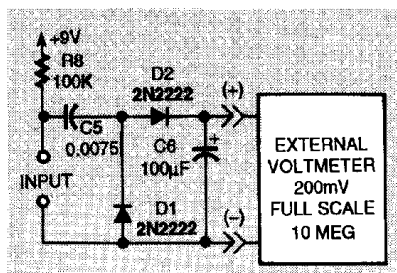 +9V
R8
100K
D2
2N2222
(+)
C5
0.0075
C6
+
100µF
INPUT
D1
2N2222
(−)
EXTERNAL
VOLTMETER
200mV
FULL SCALE
10 MEG